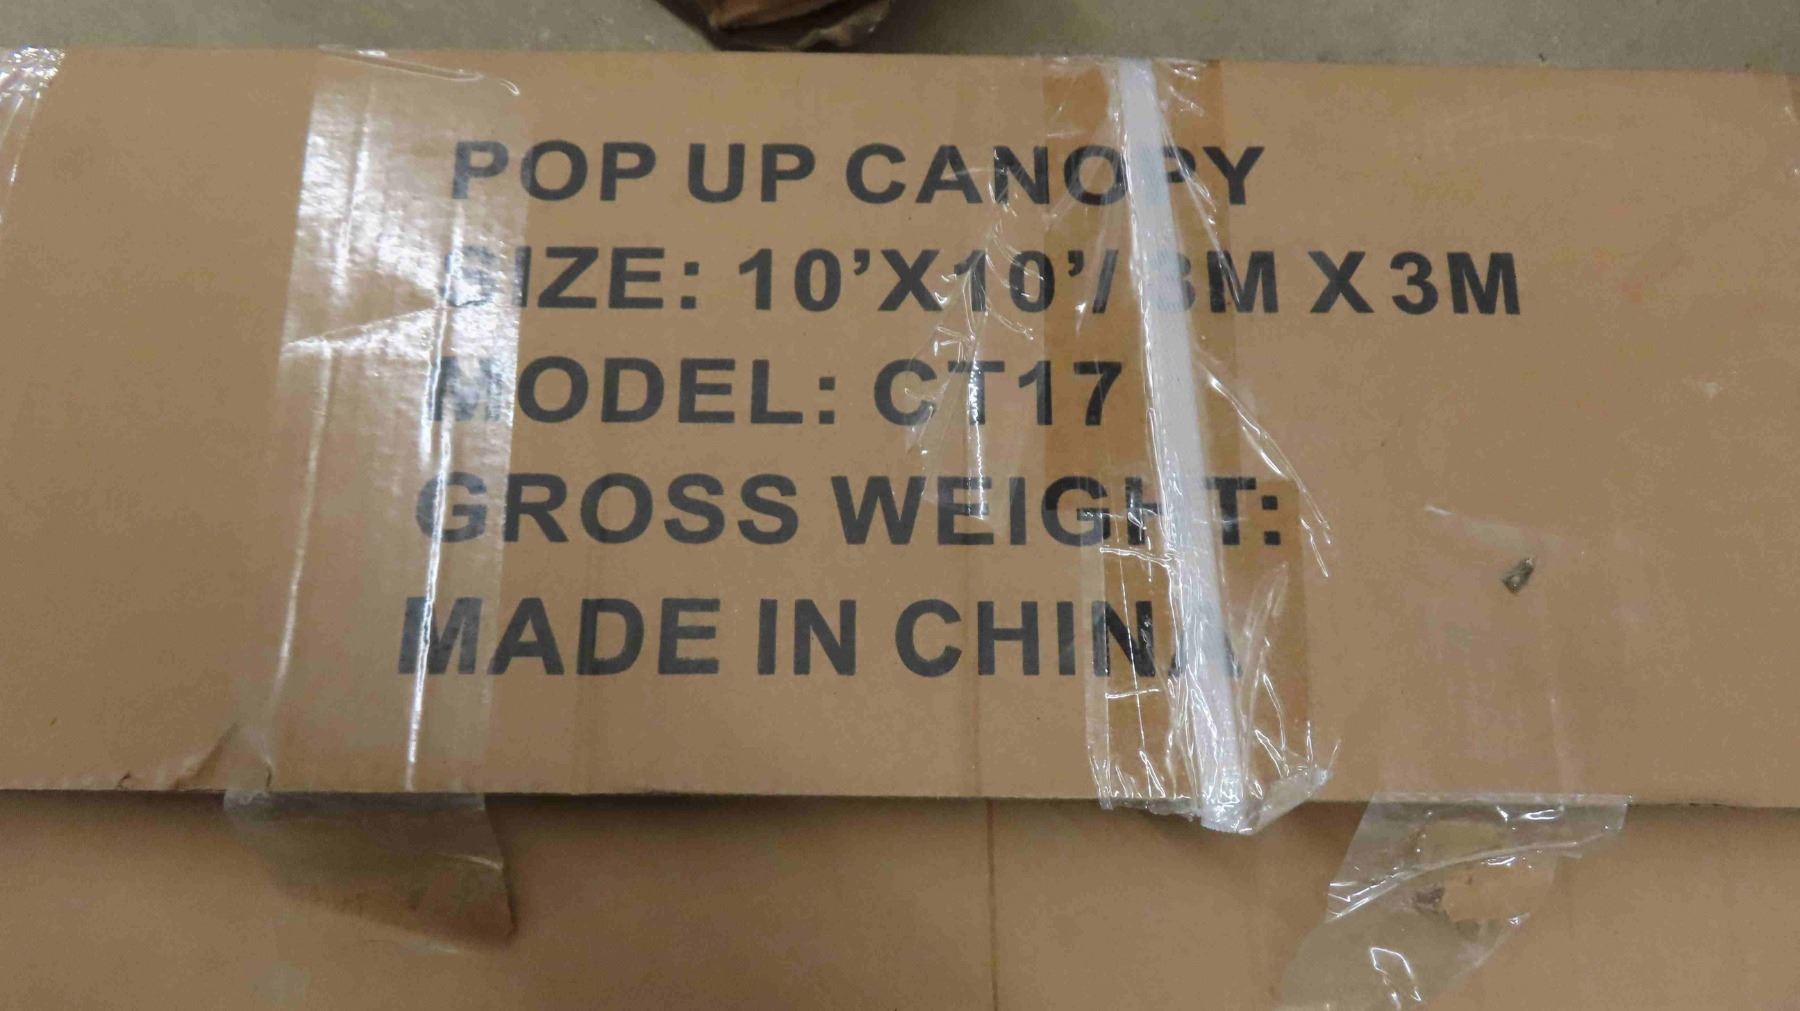 POP UP CANOPY
SIZE: 10'X10'/ 3M X 3M
MODEL: CT17
GROSS WEIGHT:
MADE IN CHINA